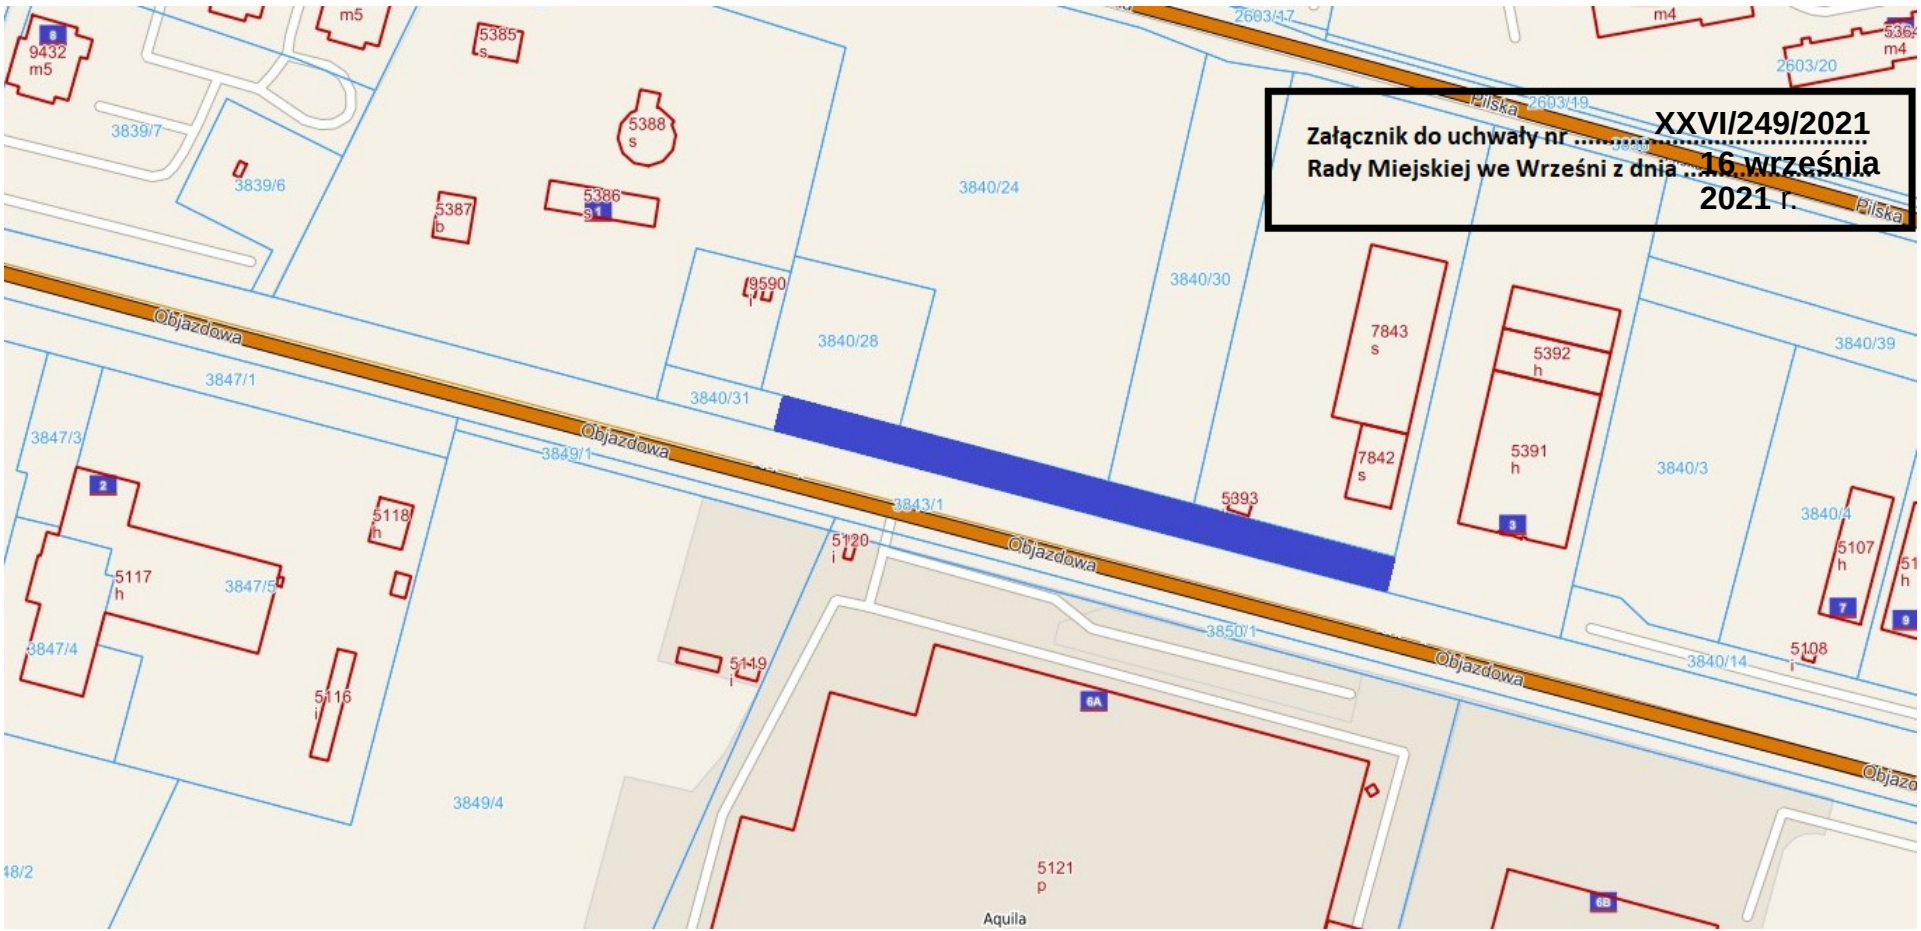 m5
5385
s
2603/17
m4
5364
m4
8
9432
m5
2603/20
Pilska
2603/19
XXVI/249/2021
Załącznik do uchwały nr ................................................
Rady Miejskiej we Wrześni z dnia ..............................
16 września
2021 r.
Pilska
3839/7
5388
s
3839/6
5387
b
5386
s
1
3840/24
3840/30
9590
i
Objazdowa
3840/28
7843
s
5392
h
3840/39
3847/1
3840/31
3847/3
Objazdowa
3849/1
7842
s
5391
h
3840/3
2
3843/1
5393
3
3840/4
5118
h
5120
i
Objazdowa
5107
h
51
h
5117
h
3847/5
7
9
3850/1
3847/4
5119
i
5108
i
3840/14
Objazdowa
5116
i
6A
Objazd
3849/4
48/2
5121
p
6B
Aquila